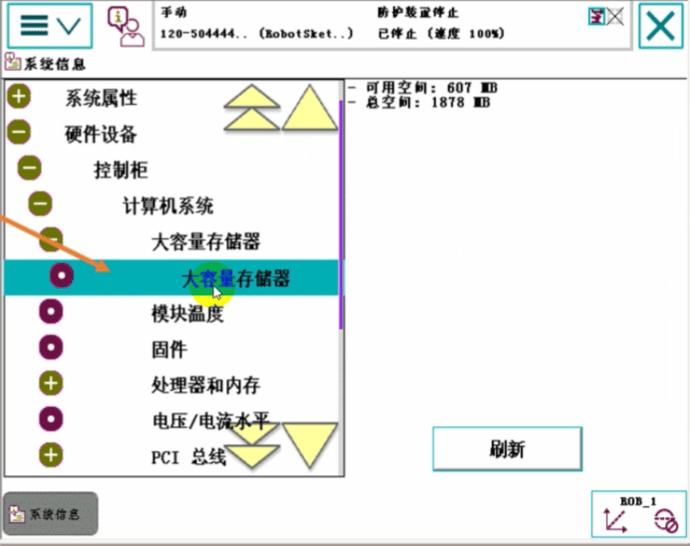 手动
防护装置停止
120-504444.. (RobotSket..)
已停止 (速度 100%)
系统信息
系统属性
硬件设备
控制柜
计算机系统
大容量存储器
大容量存储器
模块温度
固件
处理器和内存
电压/电流水平
PCI 总线
- 可用空间: 607 MB
- 总空间: 1878 MB
刷新
系统信息
ROB_1